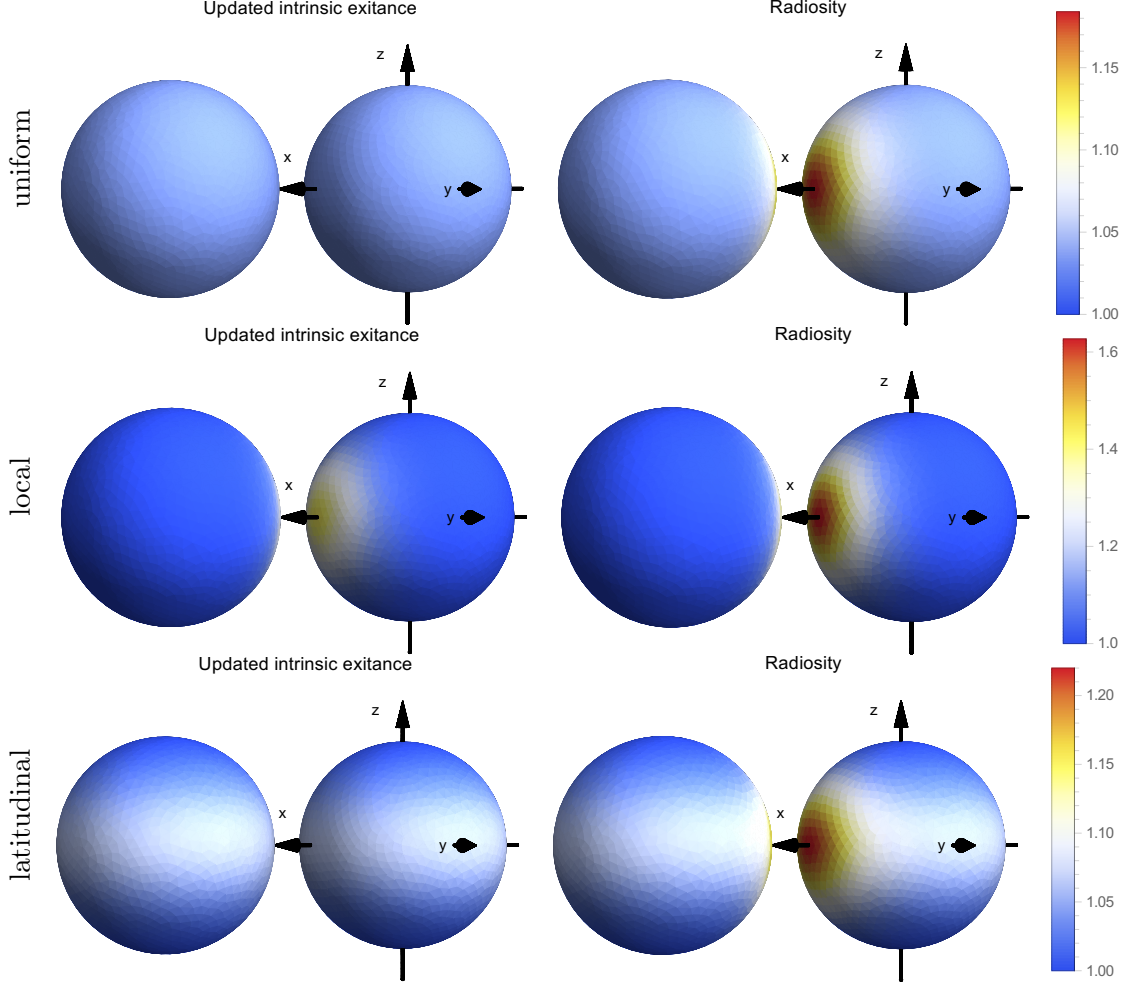 Updated intrinsic exitance
Radiosity
uniform
z
x
y
z
x
y
1.15
1.10
1.05
1.00
Updated intrinsic exitance
Radiosity
local
z
x
y
z
x
y
1.6
1.4
1.2
1.0
Updated intrinsic exitance
Radiosity
latitudinal
z
x
y
z
x
y
1.20
1.15
1.10
1.05
1.00